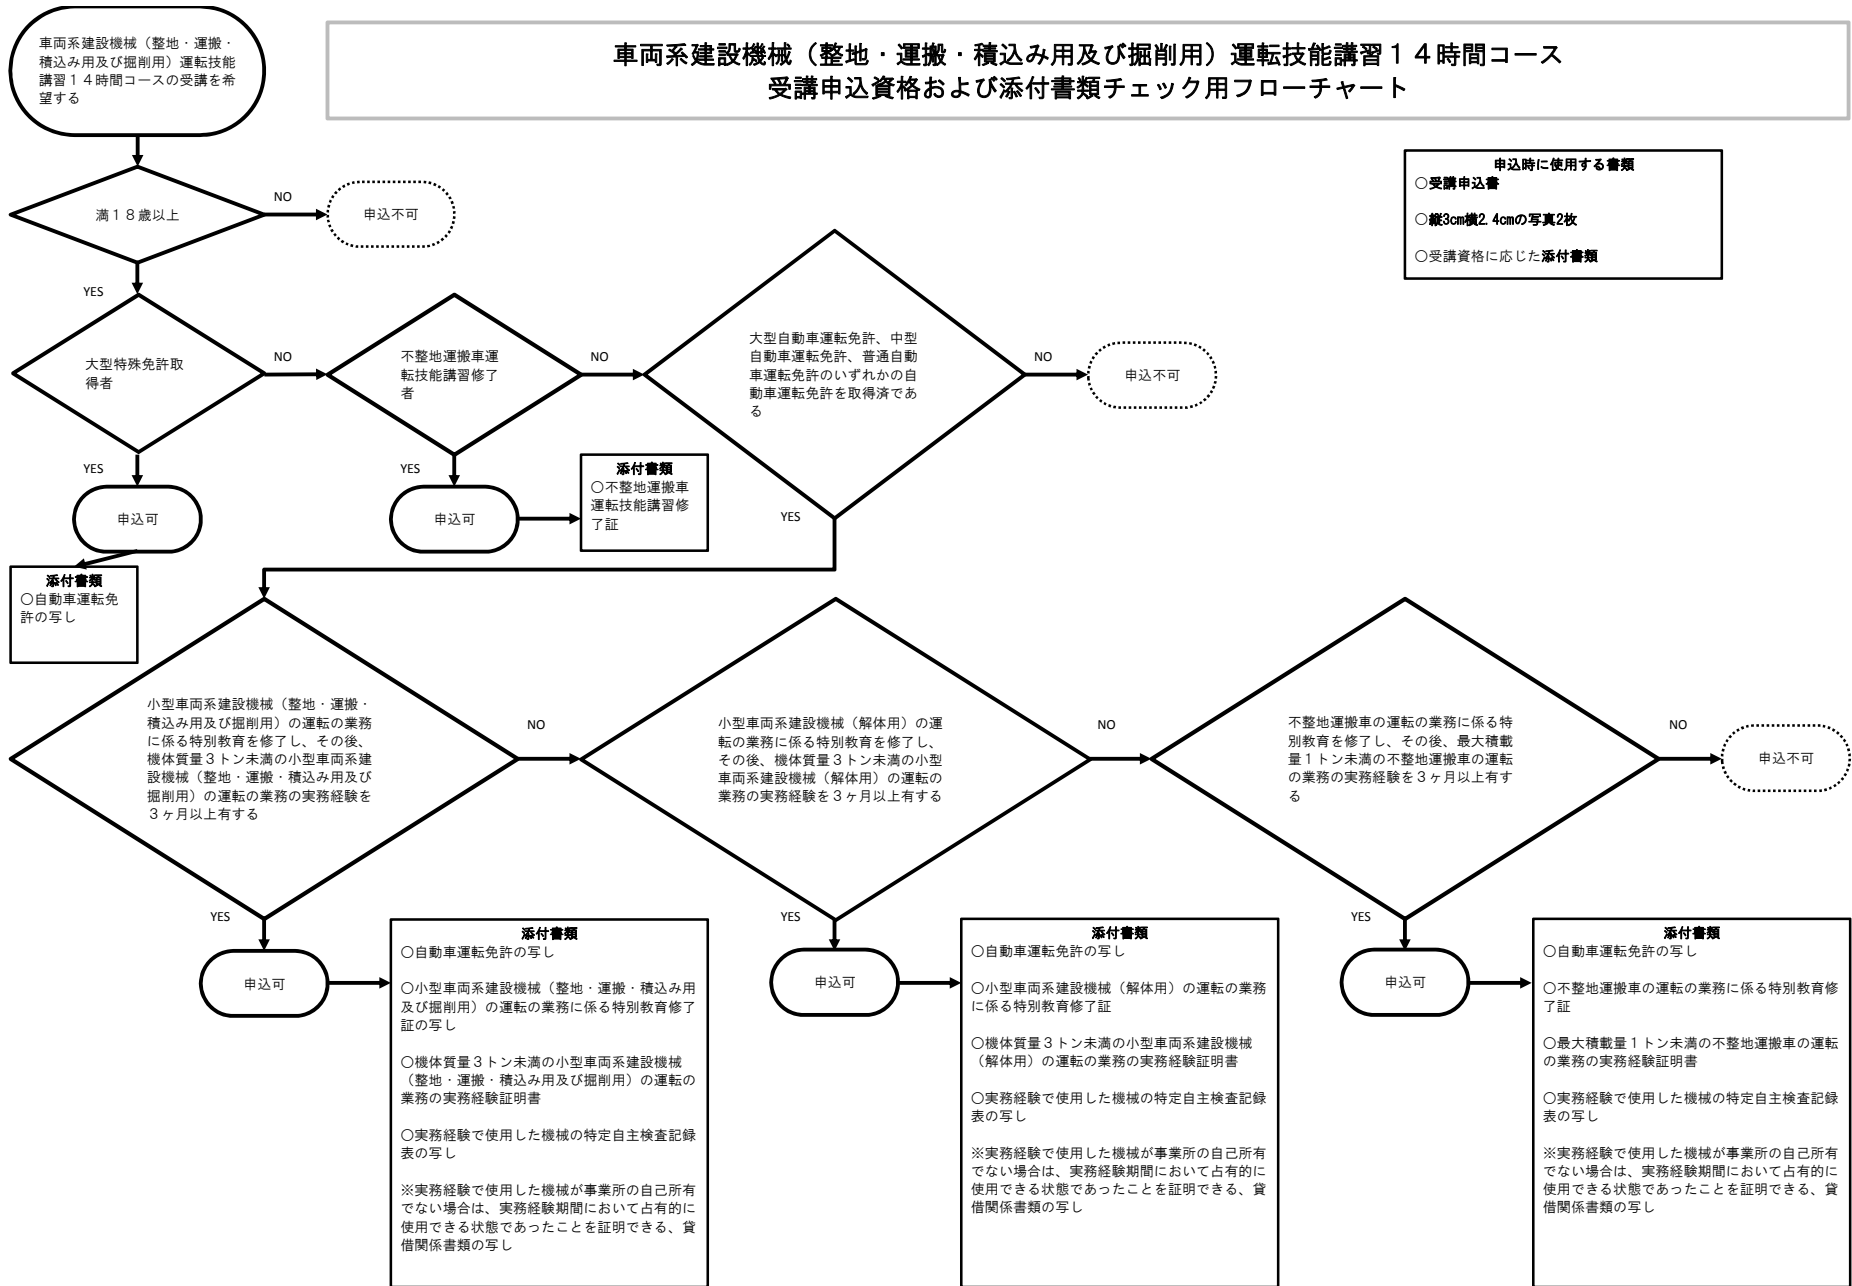 車両系建設機械（整地・運搬・
積込み用及び掘削用）運転技能
講習１４時間コースの受講を希
望する
車両系建設機械（整地・運搬・積込み用及び掘削用）運転技能講習１４時間コース
受講申込資格および添付書類チェック用フローチャート
申込時に使用する書類
○受講申込書
○縦3cm横2.4cmの写真2枚
○受講資格に応じた添付書類
満１８歳以上
NO
申込不可
YES
大型特殊免許取
得者
NO
不整地運搬車運
転技能講習修了
者
NO
大型自動車運転免許、中型
自動車運転免許、普通自動
車運転免許のいずれかの自
動車運転免許を取得済であ
る
NO
申込不可
YES
申込可
添付書類
○自動車運転免
許の写し
YES
申込可
添付書類
○不整地運搬車
運転技能講習修
了証
YES
小型車両系建設機械（整地・運搬・
積込み用及び掘削用）の運転の業務
に係る特別教育を修了し、その後、
機体質量３トン未満の小型車両系建
設機械（整地・運搬・積込み用及び
掘削用）の運転の業務の実務経験を
３ヶ月以上有する
NO
小型車両系建設機械（解体用）の運
転の業務に係る特別教育を修了し、
その後、機体質量３トン未満の小型
車両系建設機械（解体用）の運転の
業務の実務経験を３ヶ月以上有する
NO
不整地運搬車の運転の業務に係る特
別教育を修了し、その後、最大積載
量１トン未満の不整地運搬車の運転
の業務の実務経験を３ヶ月以上有す
る
NO
申込不可
YES
申込可
添付書類
○自動車運転免許の写し
○小型車両系建設機械（整地・運搬・積込み用
及び掘削用）の運転の業務に係る特別教育修了
証の写し
○機体質量３トン未満の小型車両系建設機械
（整地・運搬・積込み用及び掘削用）の運転の
業務の実務経験証明書
○実務経験で使用した機械の特定自主検査記録
表の写し
※実務経験で使用した機械が事業所の自己所有
でない場合は、実務経験期間において占有的に
使用できる状態であったことを証明できる、貸
借関係書類の写し
YES
申込可
添付書類
○自動車運転免許の写し
○小型車両系建設機械（解体用）の運転の業務
に係る特別教育修了証
○機体質量３トン未満の小型車両系建設機械
（解体用）の運転の業務の実務経験証明書
○実務経験で使用した機械の特定自主検査記録
表の写し
※実務経験で使用した機械が事業所の自己所有
でない場合は、実務経験期間において占有的に
使用できる状態であったことを証明できる、貸
借関係書類の写し
YES
申込可
添付書類
○自動車運転免許の写し
○不整地運搬車の運転の業務に係る特別教育修
了証
○最大積載量１トン未満の不整地運搬車の運転
の業務の実務経験証明書
○実務経験で使用した機械の特定自主検査記録
表の写し
※実務経験で使用した機械が事業所の自己所有
でない場合は、実務経験期間において占有的に
使用できる状態であったことを証明できる、貸
借関係書類の写し